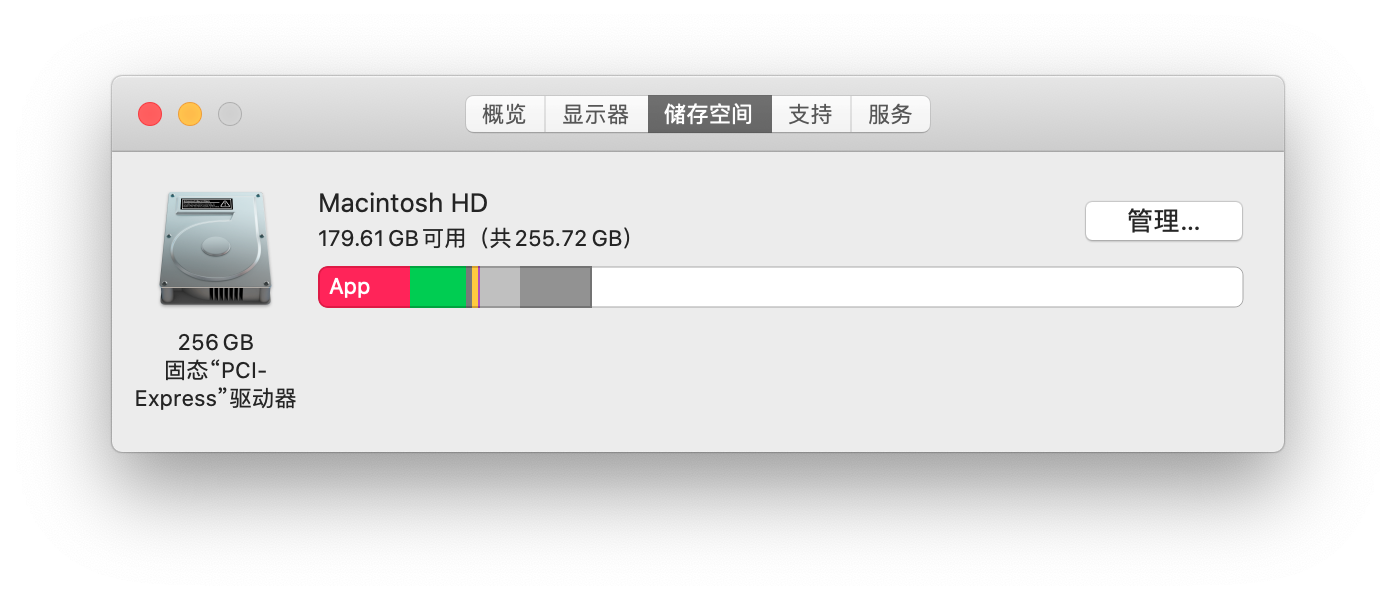 概览 显示器 储存空间 支持 服务
Macintosh HD
179.61 GB 可用（共 255.72 GB）
管理...
App
256 GB
固态“PCI-
Express”驱动器